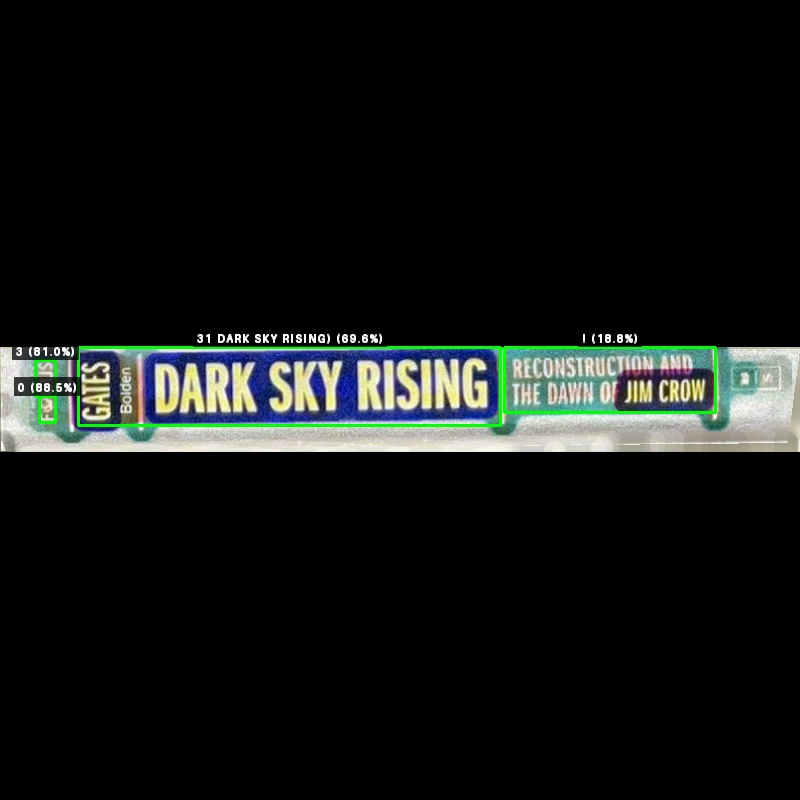 GATES
Bolden
DARK SKY RISING
RECONSTRUCTION AND
THE DAWN OF JIM CROW
3 (81.0%)
0 (88.5%)
31 DARK SKY RISING) (69.6%)
I (18.8%)